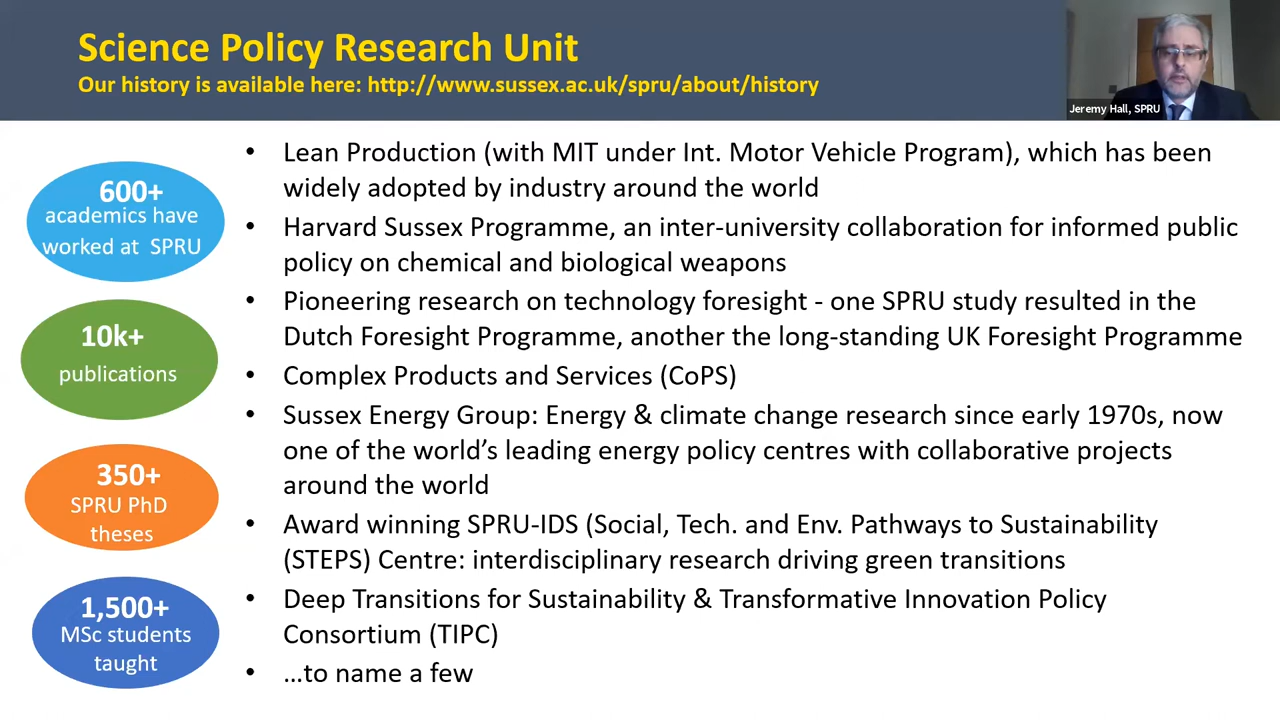 Science Policy Research Unit
Our history is available here: http://www.sussex.ac.uk/spru/about/history
Jeremy Hall, SPRU
600+
academics have
worked at SPRU
10k+
publications
350+
SPRU PhD
theses
1,500+
MSc students
taught
• Lean Production (with MIT under Int. Motor Vehicle Program), which has been
widely adopted by industry around the world
• Harvard Sussex Programme, an inter-university collaboration for informed public
policy on chemical and biological weapons
• Pioneering research on technology foresight - one SPRU study resulted in the
Dutch Foresight Programme, another the long-standing UK Foresight Programme
• Complex Products and Services (CoPS)
• Sussex Energy Group: Energy & climate change research since early 1970s, now
one of the world’s leading energy policy centres with collaborative projects
around the world
• Award winning SPRU-IDS (Social, Tech. and Env. Pathways to Sustainability
(STEPS) Centre: interdisciplinary research driving green transitions
• Deep Transitions for Sustainability & Transformative Innovation Policy
Consortium (TIPC)
• …to name a few